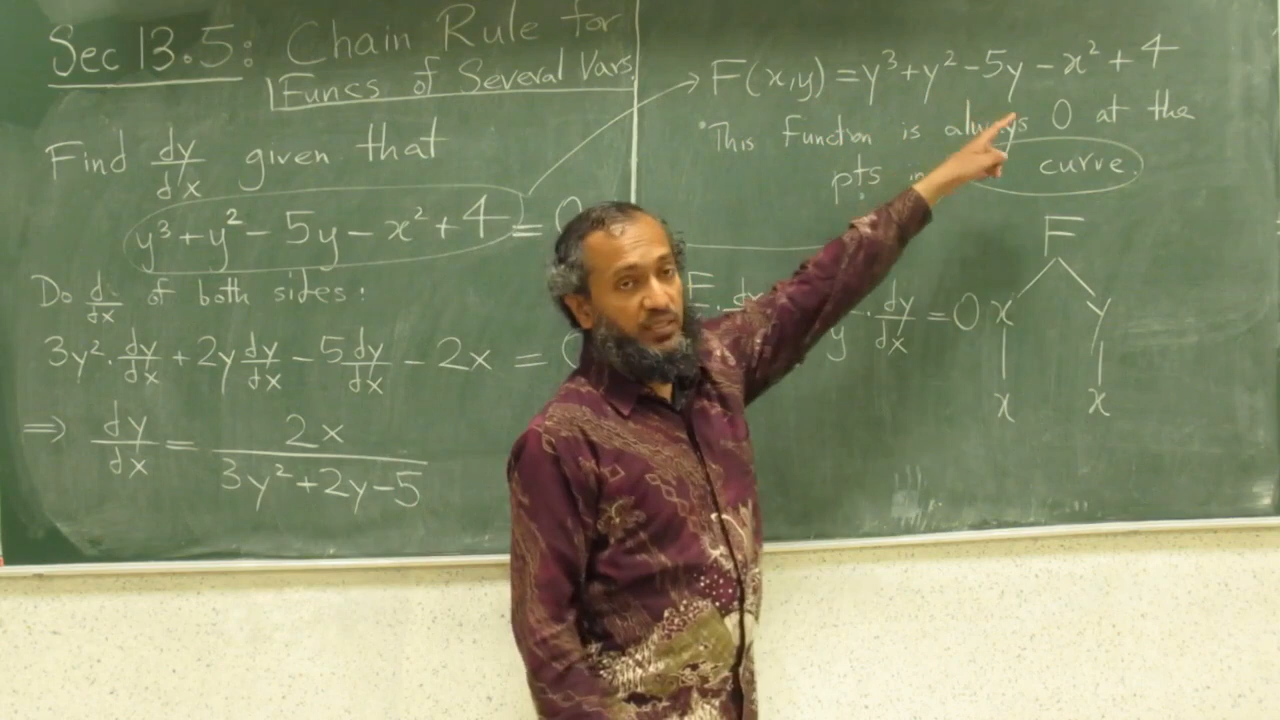 Sec 13.5: Chain Rule for
Funcs of Several Vars.
Find dy/dx given that
y³+y²-5y-x²+4=0
Do d/dx of both sides:
3y²·dy/dx+2y dy/dx-5dy/dx-2x=0
⇒ dy/dx=2x/(3y²+2y-5)
F(x,y)=y³+y²-5y-x²+4
This Function is always 0 at the
pts curve.
F
x y
·dy/dx=0
x x